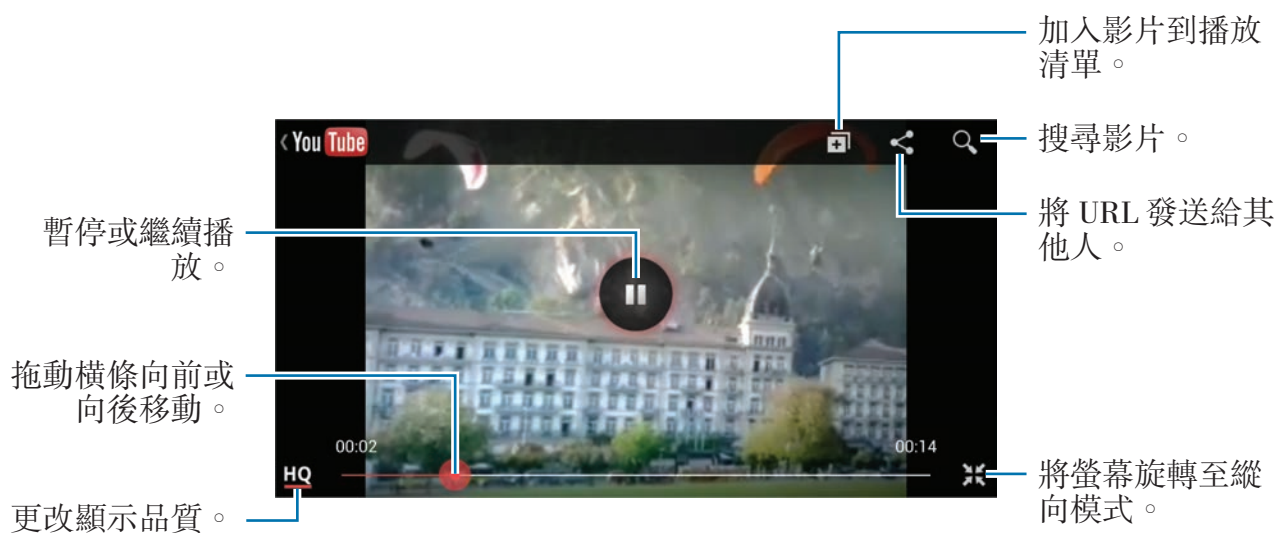 加入影片到播放
清單。
搜尋影片。
將 URL 發送給其
他人。
You Tube
暫停或繼續播
放。
拖動橫條向前或
向後移動。
00:02
00:14
HQ
更改顯示品質。
將螢幕旋轉至縱
向模式。